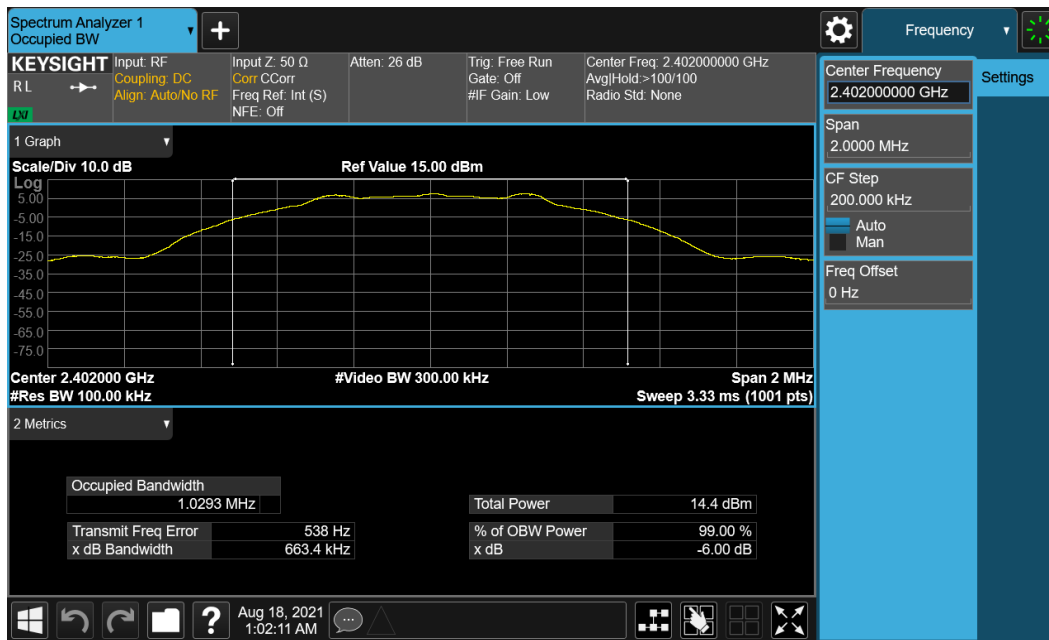 Spectrum Analyzer 1
Occupied BW
Frequency
KEYSIGHT
R L
LXI
Input: RF
Coupling: DC
Align: Auto/No RF
Input Z: 50 Ω
Corr CCorr
Freq Ref: Int (S)
NFE: Off
Atten: 26 dB
Trig: Free Run
Gate: Off
#IF Gain: Low
Center Freq: 2.402000000 GHz
Avg|Hold:>100/100
Radio Std: None
Center Frequency
2.402000000 GHz
Settings
Span
2.0000 MHz
CF Step
200.000 kHz
Auto
Man
Freq Offset
0 Hz
1 Graph
Scale/Div 10.0 dB
Ref Value 15.00 dBm
Log
5.00
-5.00
-15.0
-25.0
-35.0
-45.0
-55.0
-65.0
-75.0
Center 2.402000 GHz
#Video BW 300.00 kHz
Span 2 MHz
#Res BW 100.00 kHz
Sweep 3.33 ms (1001 pts)
2 Metrics
Occupied Bandwidth
1.0293 MHz
Total Power 14.4 dBm
Transmit Freq Error 538 Hz
% of OBW Power 99.00 %
x dB Bandwidth 663.4 kHz
x dB -6.00 dB
?
Aug 18, 2021
1:02:11 AM